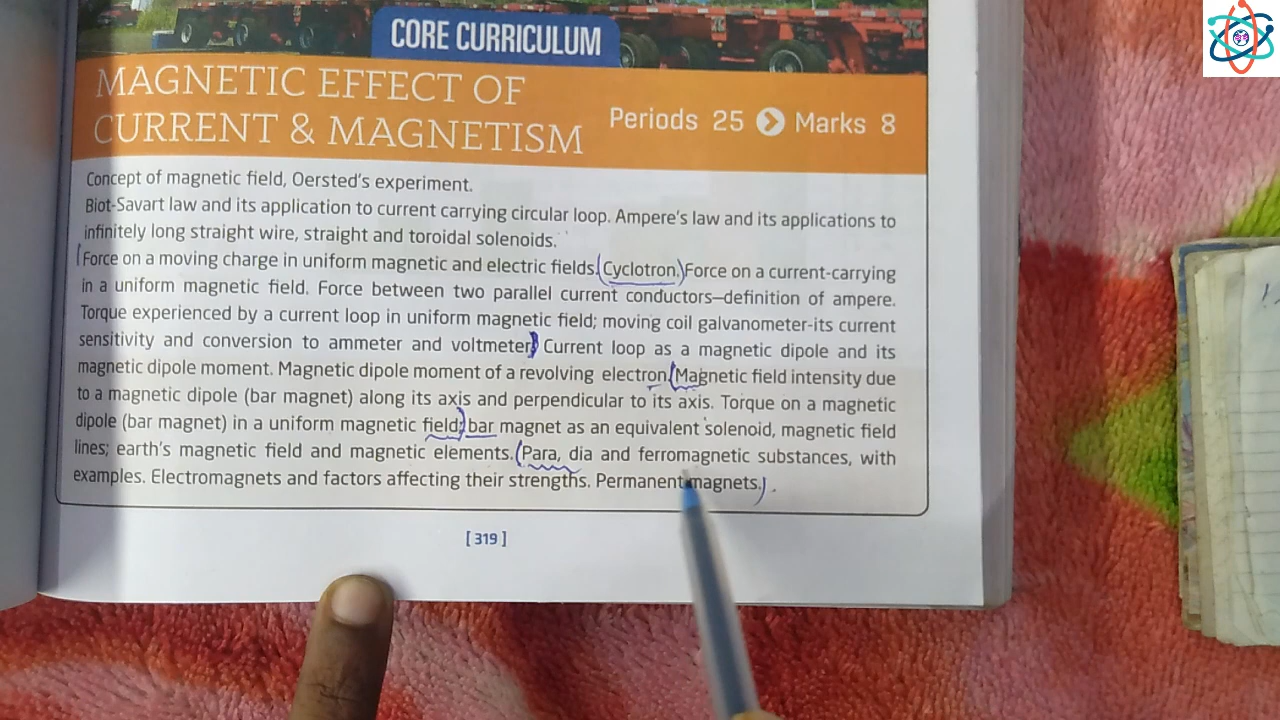 CORE CURRICULUM
MAGNETIC EFFECT OF
CURRENT & MAGNETISM
Periods 25 Marks 8
Concept of magnetic field, Oersted's experiment.
Biot-Savart law and its application to current carrying circular loop. Ampere's law and its applications to
infinitely long straight wire, straight and toroidal solenoids.
(Force on a moving charge in uniform magnetic and electric fields.(Cyclotron.)Force on a current-carrying
in a uniform magnetic field. Force between two parallel current conductors–definition of ampere.
Torque experienced by a current loop in uniform magnetic field; moving coil galvanometer-its current
sensitivity and conversion to ammeter and voltmeter) Current loop as a magnetic dipole and its
magnetic dipole moment. Magnetic dipole moment of a revolving electron.(Magnetic field intensity due
to a magnetic dipole (bar magnet) along its axis and perpendicular to its axis. Torque on a magnetic
dipole (bar magnet) in a uniform magnetic field;) bar magnet as an equivalent solenoid, magnetic field
lines; earth's magnetic field and magnetic elements.(Para, dia and ferromagnetic substances, with
examples. Electromagnets and factors affecting their strengths. Permanent magnets.)
[ 319 ]